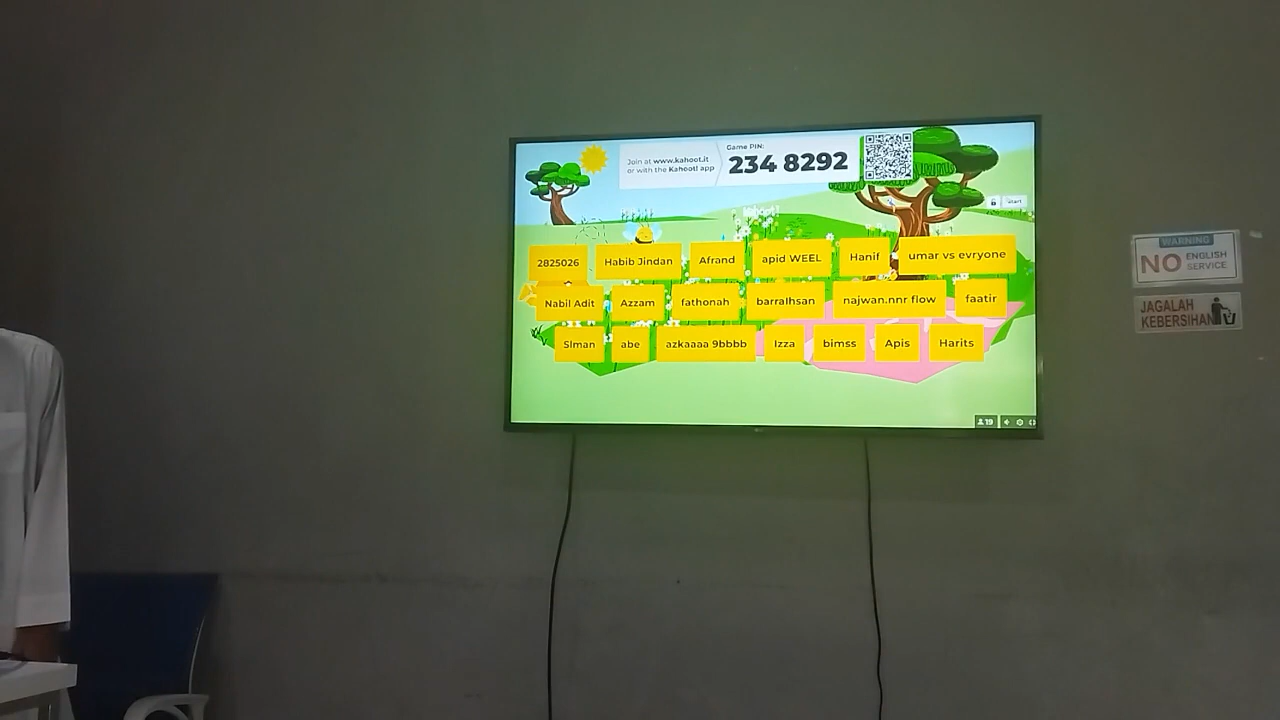 Join at www.kahoot.it
or with the Kahoot! app
Game PIN:
234 8292
Start
2825026
Habib Jindan
Afrand
apid WEEL
Hanif
umar vs evryone
Nabil Adit
Azzam
fathonah
barraIhsan
najwan.nnr flow
faatir
SIman
abe
azkaaaa 9bbbb
Izza
bimss
Apis
Harits
19
WARNING
NO ENGLISH SERVICE
JAGALAH
KEBERSIHAN